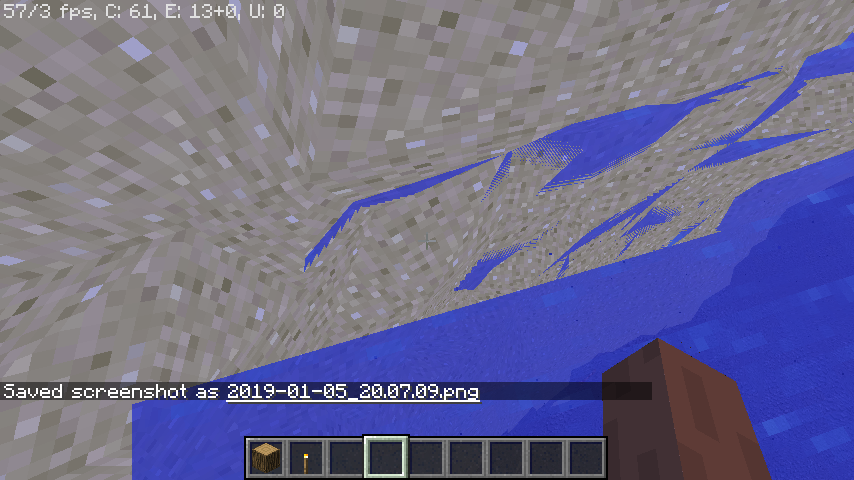 57/3 fps, C: 61, E: 13+0, U: 0
Saved screenshot as 2019-01-05_20.07.09.png